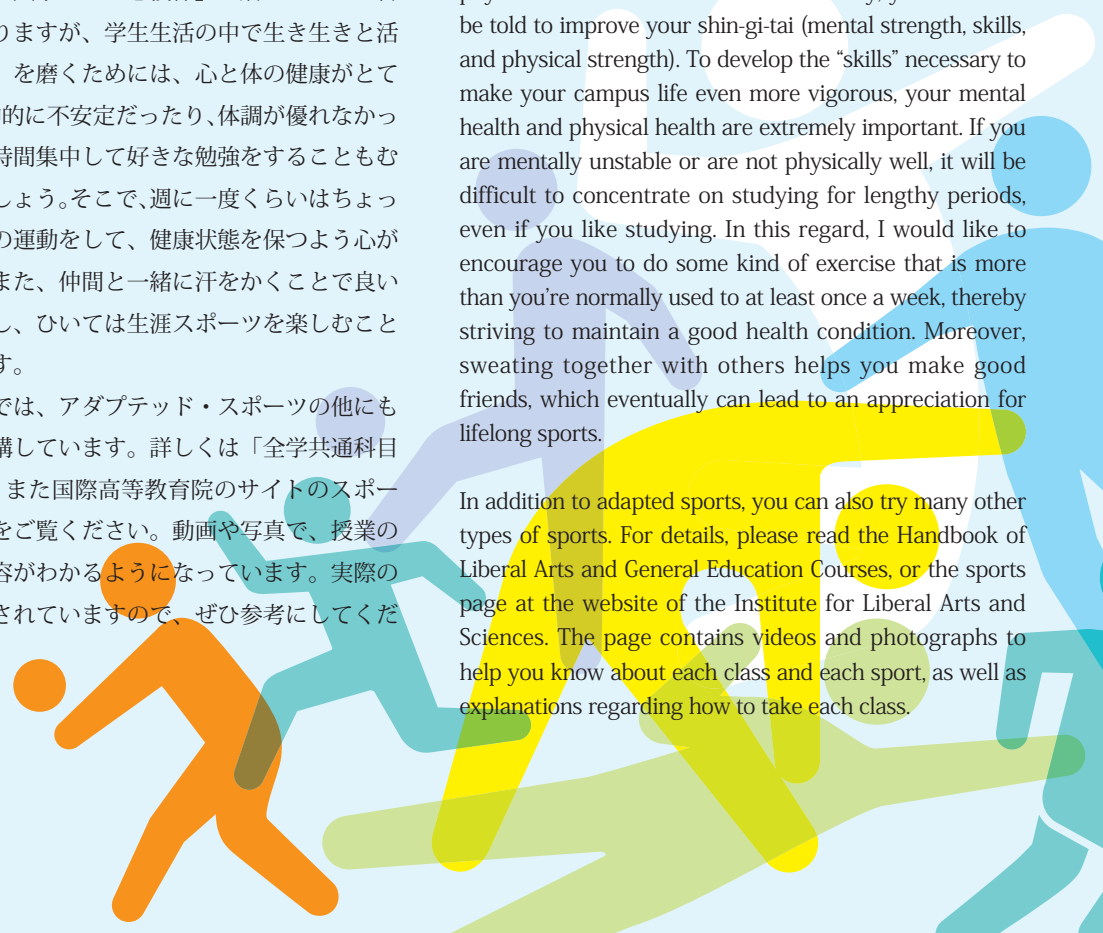 りますが、学生生活の中で生き生きと活
を磨くためには、心と体の健康がとて
的に不安定だったり、体調が優れなかっ
時間集中して好きな勉強をすることもむ
しょう。そこで、週に一度くらいはちょっ
の運動をして、健康状態を保つよう心が
また、仲間と一緒に汗をかくことで良い
し、ひいては生涯スポーツを楽しむこと
す。
では、アダプテッド・スポーツの他にも
講しています。詳しくは「全学共通科目
また国際高等教育院のサイトのスポー
をご覧ください。動画や写真で、授業の
容がわかるようになっています。実際の
されていますので、ぜひ参考にしてくだ
be told to improve your shin-gi-tai (mental strength, skills,
and physical strength). To develop the “skills” necessary to
make your campus life even more vigorous, your mental
health and physical health are extremely important. If you
are mentally unstable or are not physically well, it will be
difficult to concentrate on studying for lengthy periods,
even if you like studying. In this regard, I would like to
encourage you to do some kind of exercise that is more
than you’re normally used to at least once a week, thereby
striving to maintain a good health condition. Moreover,
sweating together with others helps you make good
friends, which eventually can lead to an appreciation for
lifelong sports.
In addition to adapted sports, you can also try many other
types of sports. For details, please read the Handbook of
Liberal Arts and General Education Courses, or the sports
page at the website of the Institute for Liberal Arts and
Sciences. The page contains videos and photographs to
help you know about each class and each sport, as well as
explanations regarding how to take each class.